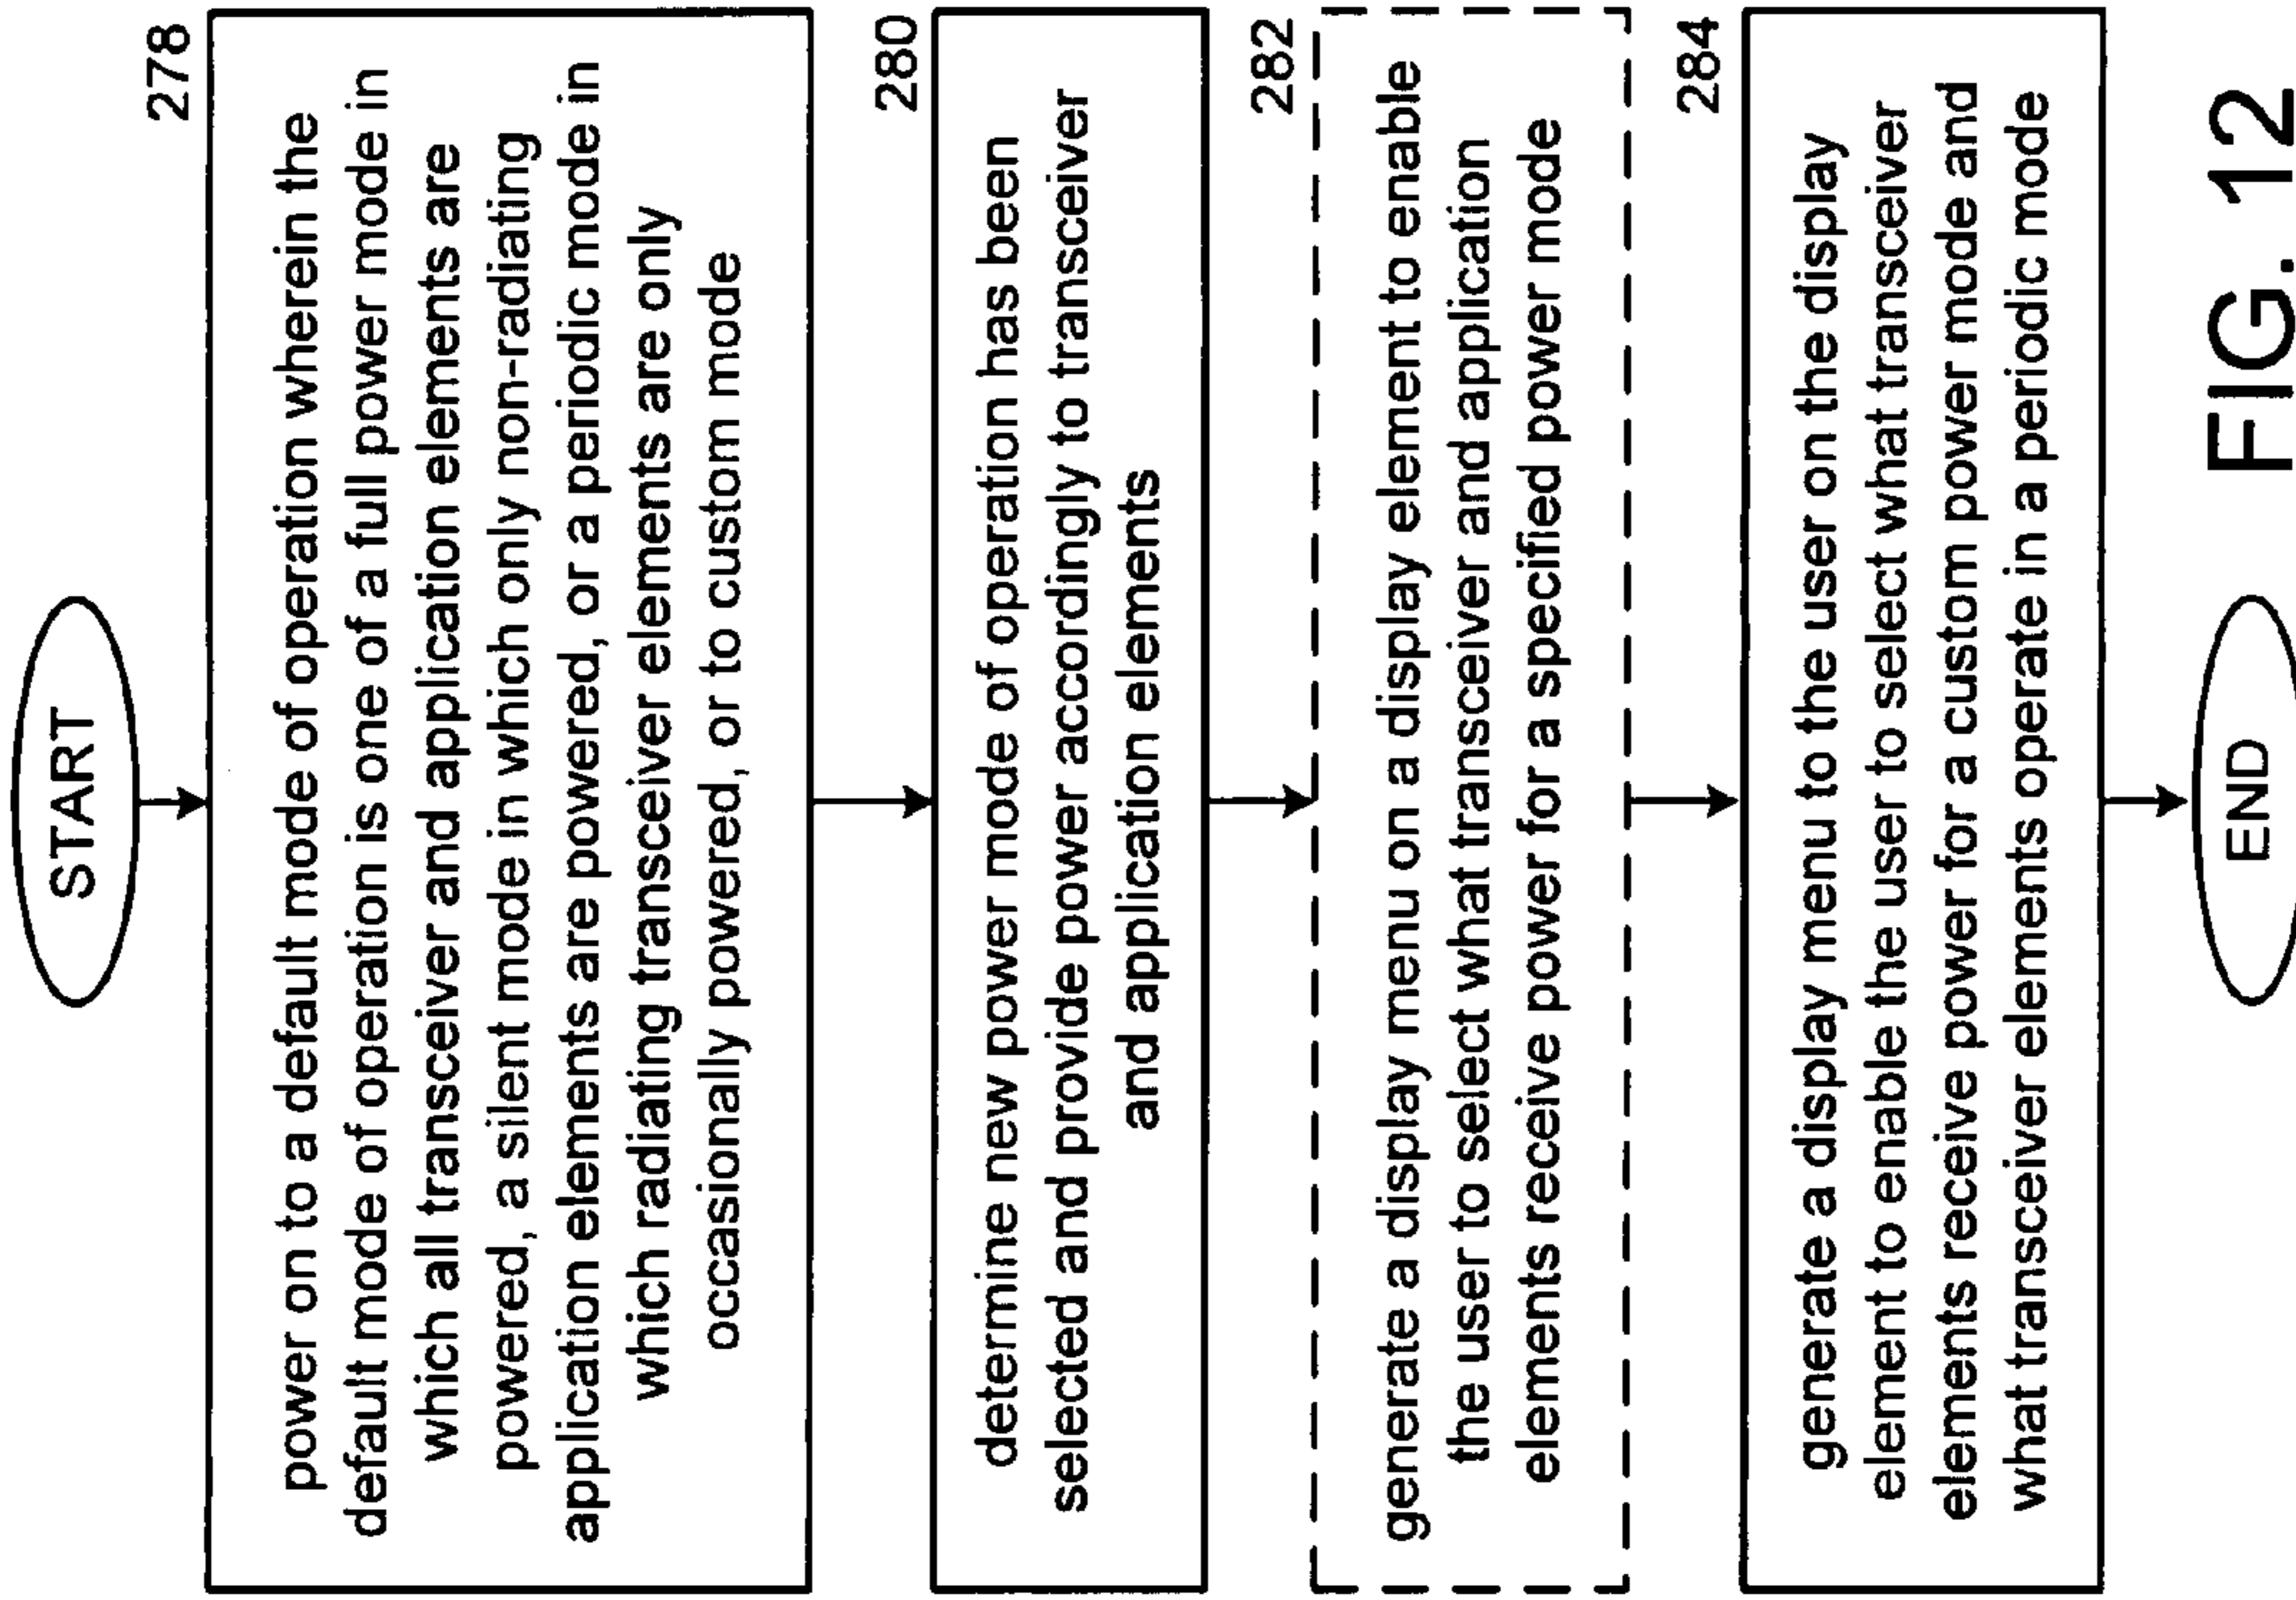 START
278
power on to a default mode of operation wherein the
default mode of operation is one of a full power mode in
which all transceiver and application elements are
powered, a silent mode in which only non-radiating
application elements are powered, or a periodic mode in
which radiating transceiver elements are only
occasionally powered, or to custom mode
280
determine new power mode of operation has been
selected and provide power accordingly to transceiver
and application elements
282
generate a display menu on a display element to enable
the user to select what transceiver and application
elements receive power for a specified power mode
284
generate a display menu to the user on the display
element to enable the user to select what transceiver
elements receive power for a custom power mode and
what transceiver elements operate in a periodic mode
END
FIG. 12